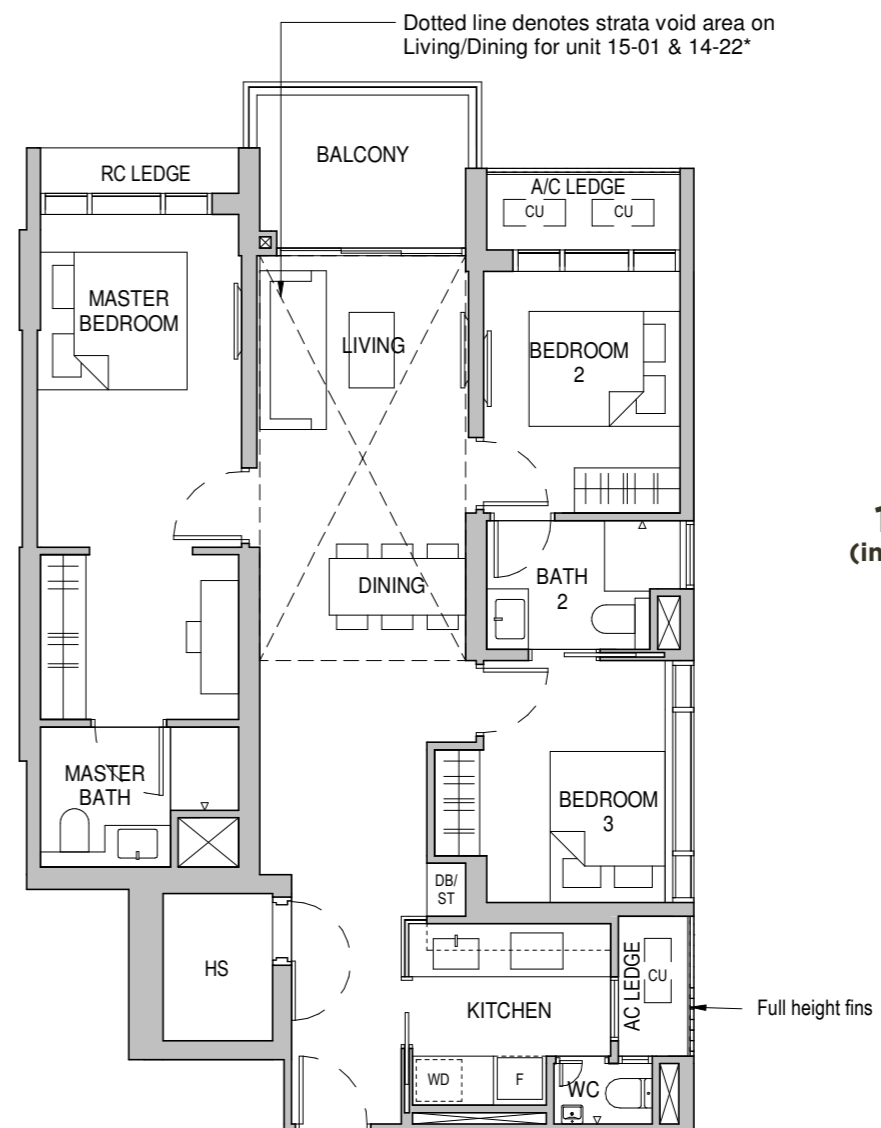 Dotted line denotes strata void area on
Living/Dining for unit 15-01 & 14-22*
BALCONY
RC LEDGE
A/C LEDGE
CU
CU
MASTER
BEDROOM
LIVING
BEDROOM
2
1
(in
DINING
BATH
2
MASTER
BATH
BEDROOM
3
DB/
ST
HS
KITCHEN
AC LEDGE
CU
Full height fins
WD
F
WC